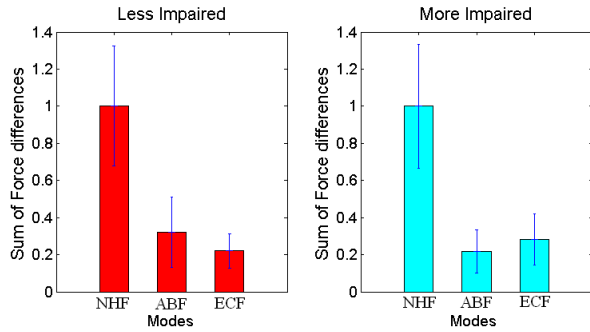 Less Impaired
Sum of Force differences
1.4
1.2
1
0.8
0.6
0.4
0.2
0
NHF ABF ECF
Modes
More Impaired
Sum of Force differences
1.4
1.2
1
0.8
0.6
0.4
0.2
0
NHF ABF ECF
Modes